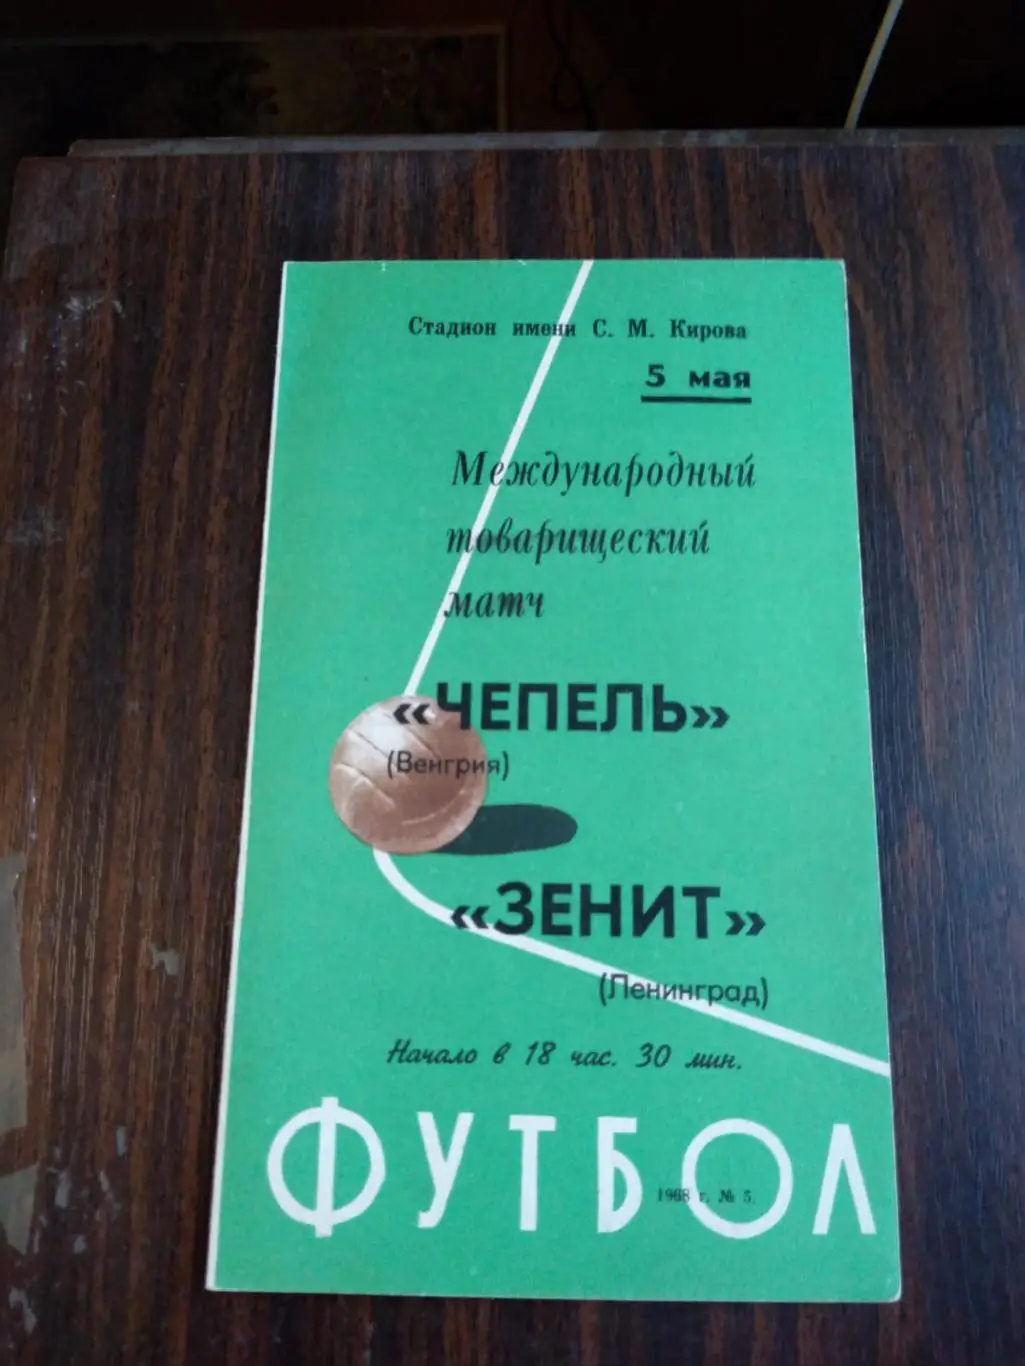 Стадион имени С. М. Кирова
5 мая
Международный
товарищеский
матч
«ЧЕПЕЛЬ»
(Венгрия)
«ЗЕНИТ»
(Ленинград)
Начало в 18 час. 30 мин.
ФУТБОЛ
1968 г. № 5.